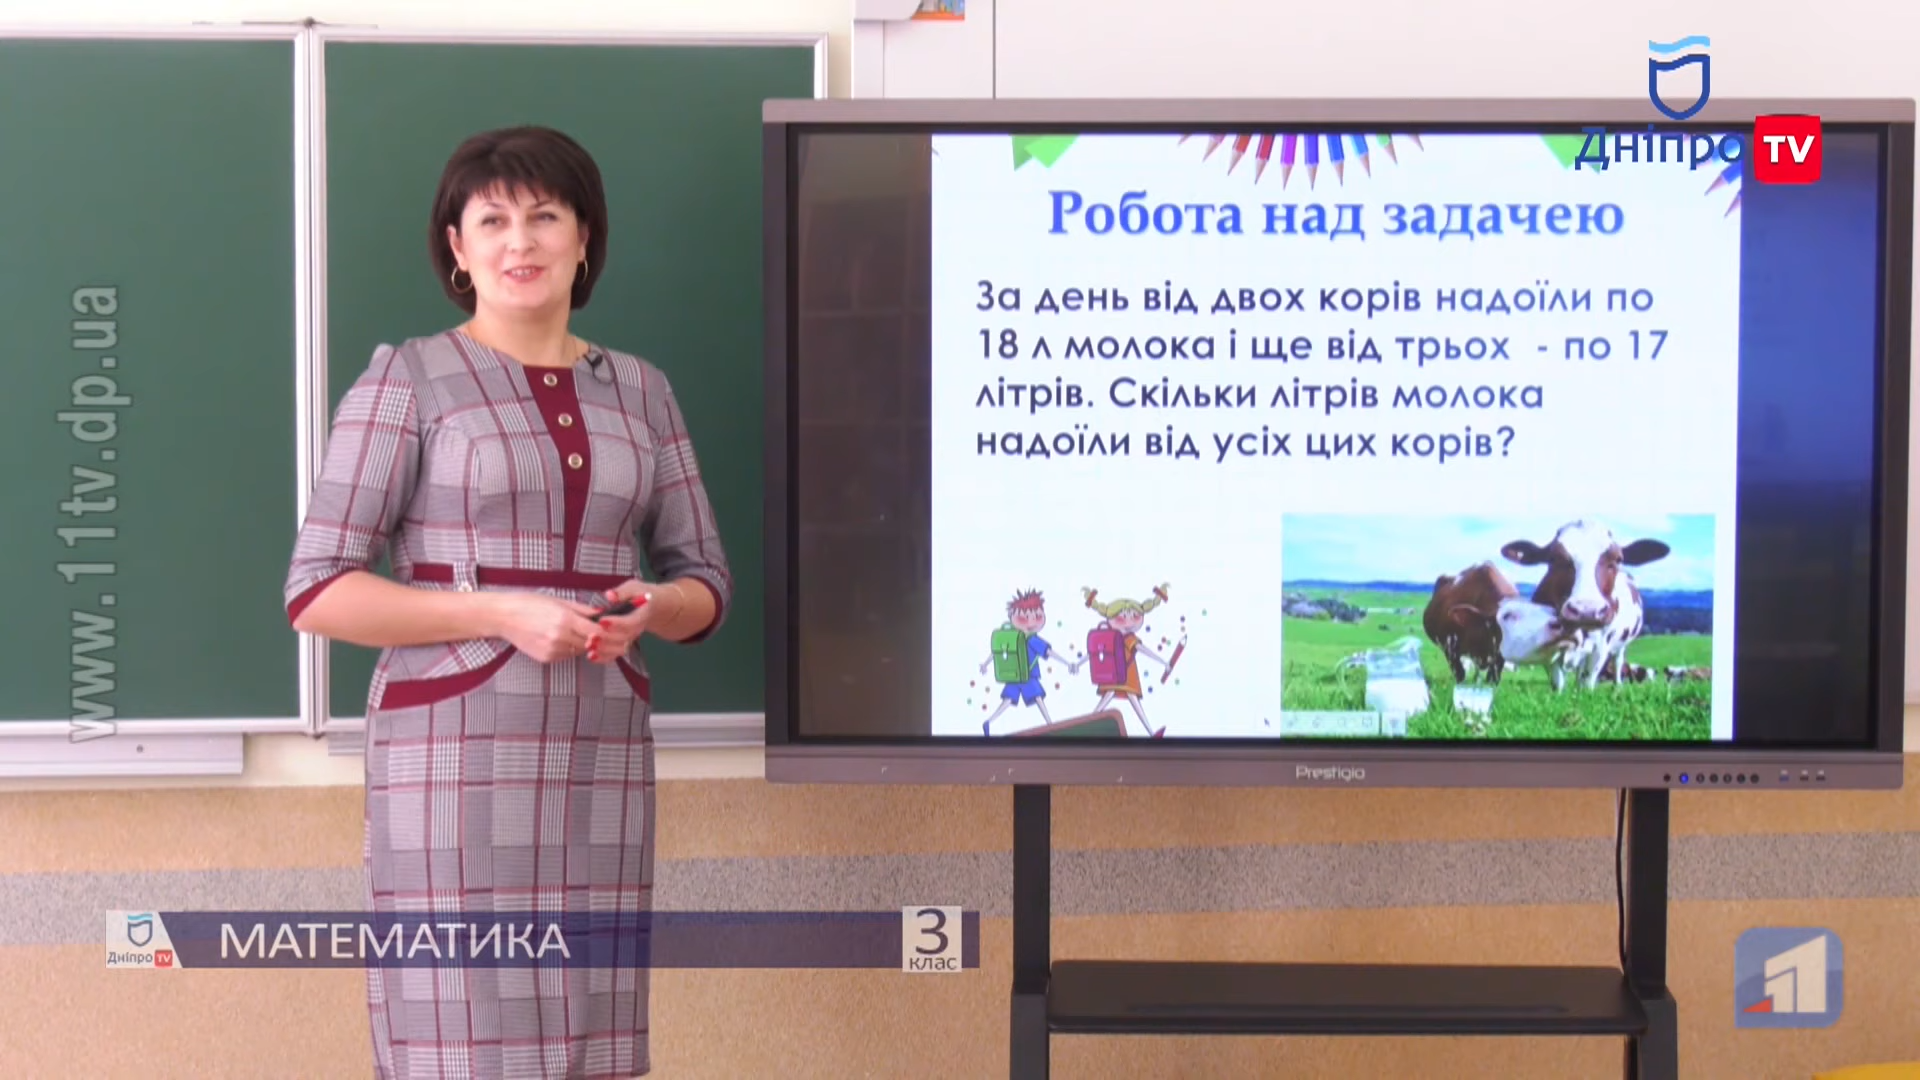 Дніпро TV
Робота над задачею
За день від двох корів надоїли по
18 л молока і ще від трьох - по 17
літрів. Скільки літрів молока
надоїли від усіх цих корів?
Prestigio
www.11tv.dp.ua
Дніпро TV
МАТЕМАТИКА
3
клас
11